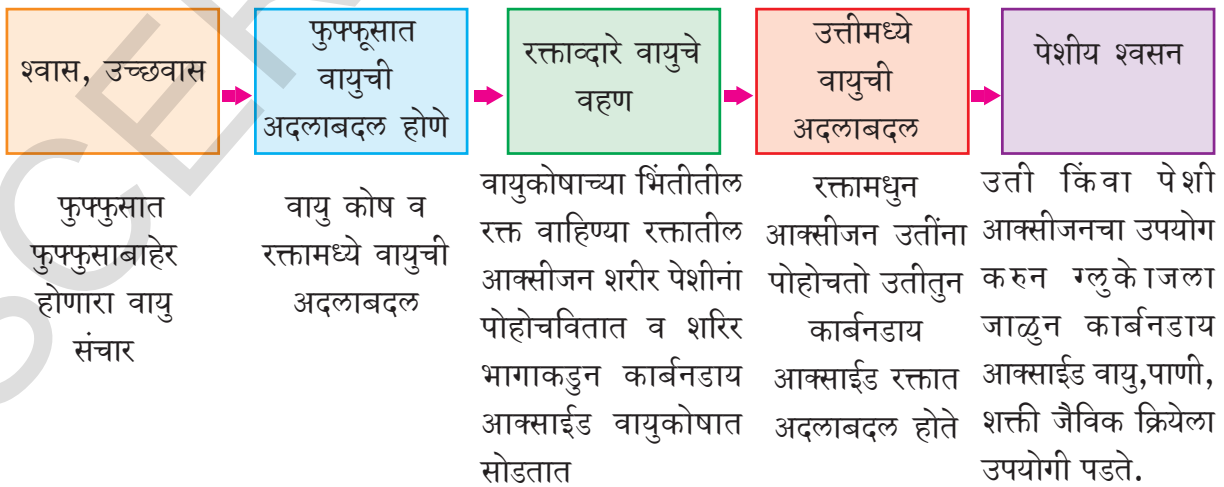 श्वास, उच्छवास
फुफ्फूसात
वायुची
अदलाबदल होणे
रक्ताव्दारे वायुचे
वहण
उत्तीमध्ये
वायुची
अदलाबदल
पेशीय श्वसन
फुफ्फुसात
फुफ्फुसाबाहेर
होणारा वायु
संचार
वायु कोष व
रक्तामध्ये वायुची
अदलाबदल
वायुकोषाच्या भिंतीतील
रक्त वाहिण्या रक्तातील
आक्सीजन शरीर पेशीनां
पोहोचवितात व शरिर
भागाकडुन कार्बनडाय
आक्साईड वायुकोषात
सोडतात
रक्तामधुन
आक्सीजन उतींना
पोहोचतो उतीतुन
कार्बनडाय
आक्साईड रक्तात
अदलाबदल होते
उती किंवा पेशी
आक्सीजनचा उपयोग
करुन ग्लुकोजला
जाळुन कार्बनडाय
आक्साईड वायु,पाणी,
शक्ती जैविक क्रियेला
उपयोगी पडते.